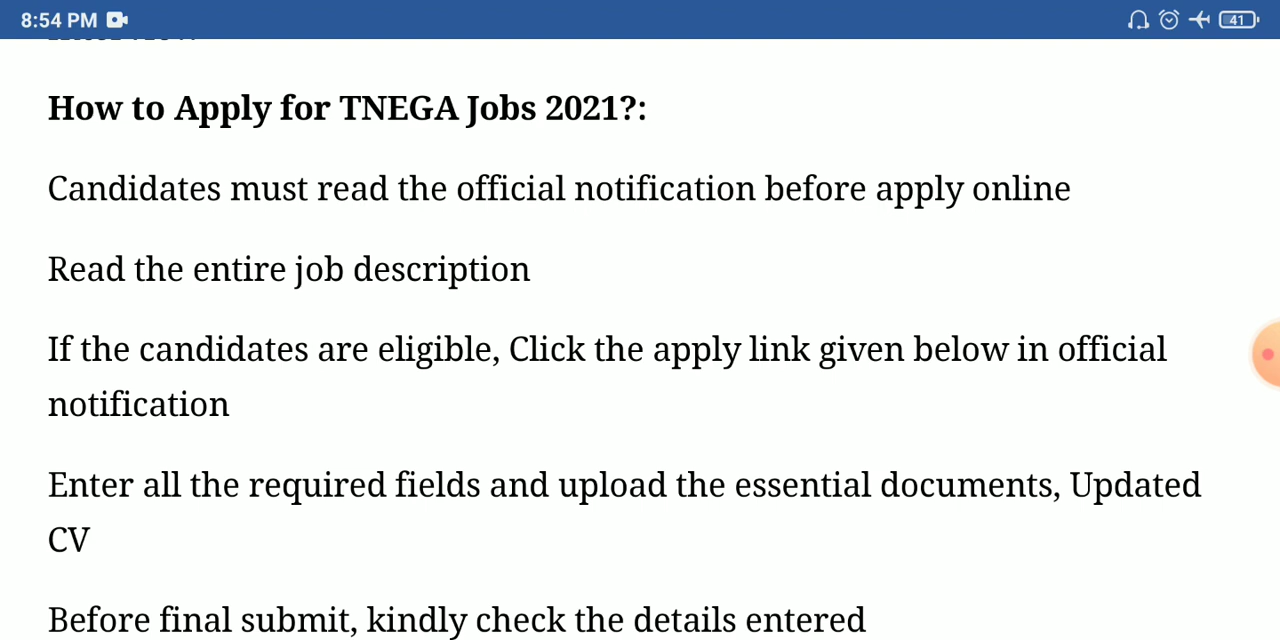 8:54 PM
41
How to Apply for TNEGA Jobs 2021?:
Candidates must read the official notification before apply online
Read the entire job description
If the candidates are eligible, Click the apply link given below in official
notification
Enter all the required fields and upload the essential documents, Updated
CV
Before final submit, kindly check the details entered